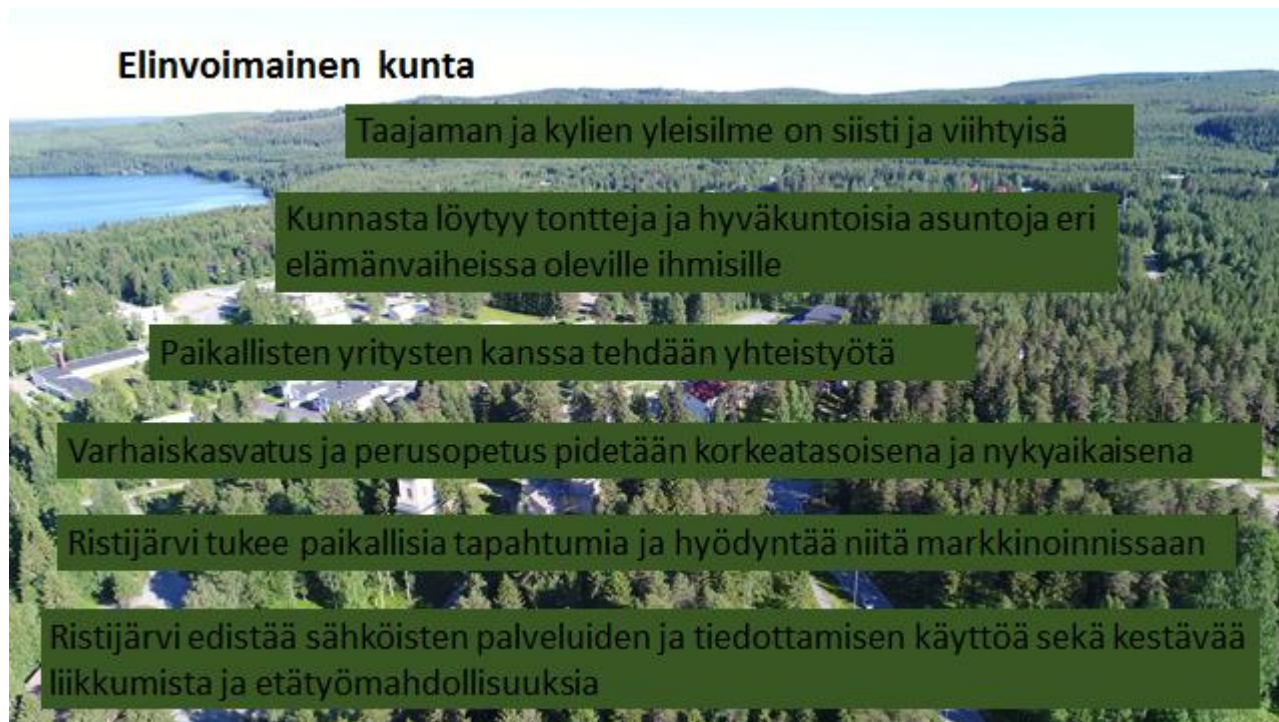 Elinvoimainen kunta
Taajaman ja kylien yleisilme on siisti ja viihtyisä
Kunnasta löytyy tontteja ja hyväkuntoisia asuntoja eri
elämänvaiheissa oleville ihmisille
Paikallisten yritysten kanssa tehdään yhteistyötä
Varhaiskasvatus ja perusopetus pidetään korkeatasoisena ja nykyaikaisena
Ristijärvi tukee paikallisia tapahtumia ja hyödyntää niitä markkinoinnissaan
Ristijärvi edistää sähköisten palveluiden ja tiedottamisen käyttöä sekä kestävää
liikkumista ja etätyömahdollisuuksia